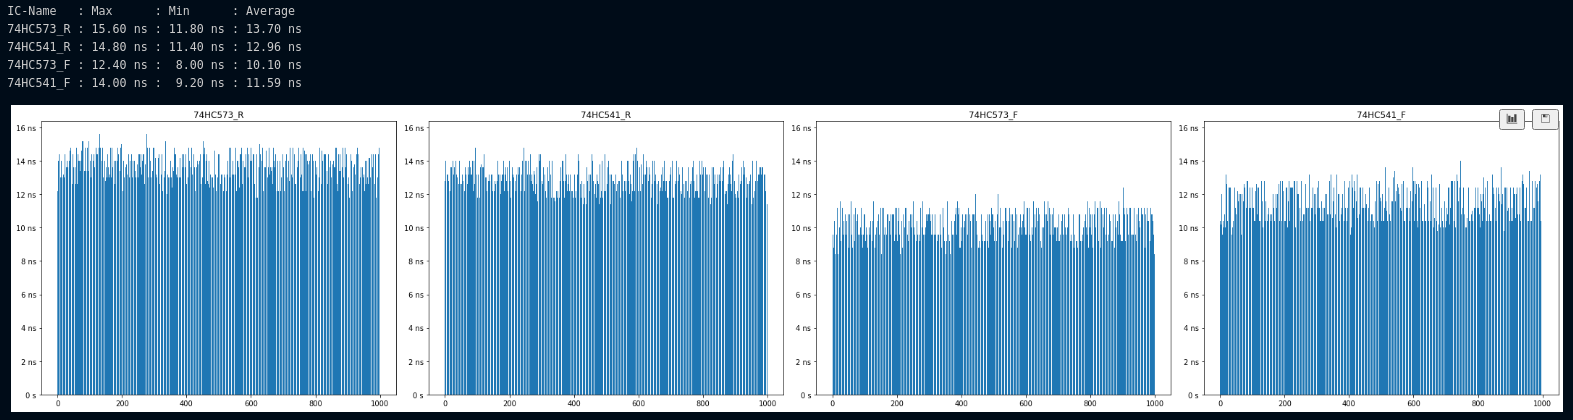 IC-Name   : Max      : Min      : Average
74HC573_R : 15.60 ns : 11.80 ns : 13.70 ns
74HC541_R : 14.80 ns : 11.40 ns : 12.96 ns
74HC573_F : 12.40 ns :  8.00 ns : 10.10 ns
74HC541_F : 14.00 ns :  9.20 ns : 11.59 ns
74HC573_R
16 ns
14 ns
12 ns
10 ns
8 ns
6 ns
4 ns
2 ns
0 s
0 200 400 600 800 1000
74HC541_R
16 ns
14 ns
12 ns
10 ns
8 ns
6 ns
4 ns
2 ns
0 s
0 200 400 600 800 1000
74HC573_F
16 ns
14 ns
12 ns
10 ns
8 ns
6 ns
4 ns
2 ns
0 s
0 200 400 600 800 1000
74HC541_F
16 ns
14 ns
12 ns
10 ns
8 ns
6 ns
4 ns
2 ns
0 s
0 200 400 600 800 1000